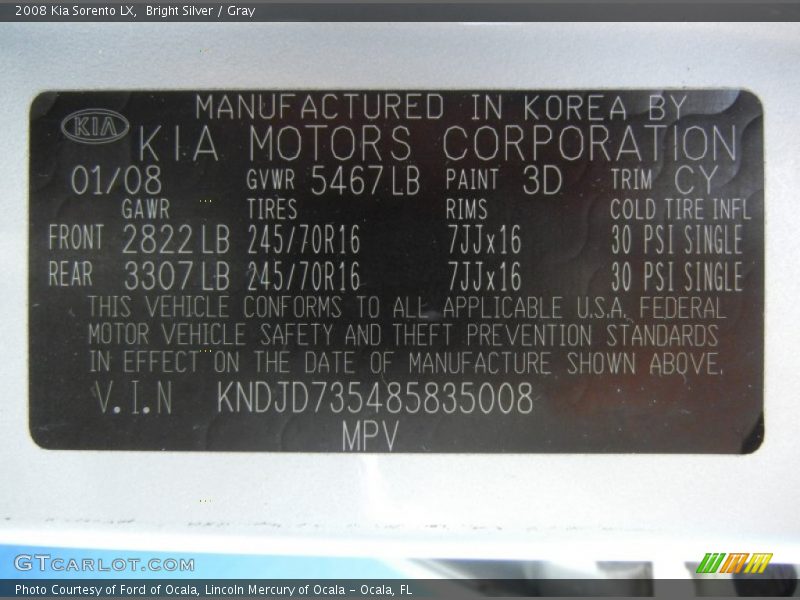 2008 Kia Sorento LX, Bright Silver / Gray
MANUFACTURED IN KOREA BY
KIA KIA MOTORS CORPORATION
01/08 GVWR 5467LB PAINT 3D TRIM CY
GAWR TIRES RIMS COLD TIRE INFL
FRONT 2822LB 245/70R16 7JJx16 30 PSI SINGLE
REAR 3307LB 245/70R16 7JJx16 30 PSI SINGLE
THIS VEHICLE CONFORMS TO ALL APPLICABLE U.S.A. FEDERAL
MOTOR VEHICLE SAFETY AND THEFT PREVENTION STANDARDS
IN EFFECT ON THE DATE OF MANUFACTURE SHOWN ABOVE.
V.I.N KNDJD735485835008
MPV
GTCARLOT.COM
Photo Courtesy of Ford of Ocala, Lincoln Mercury of Ocala - Ocala, FL